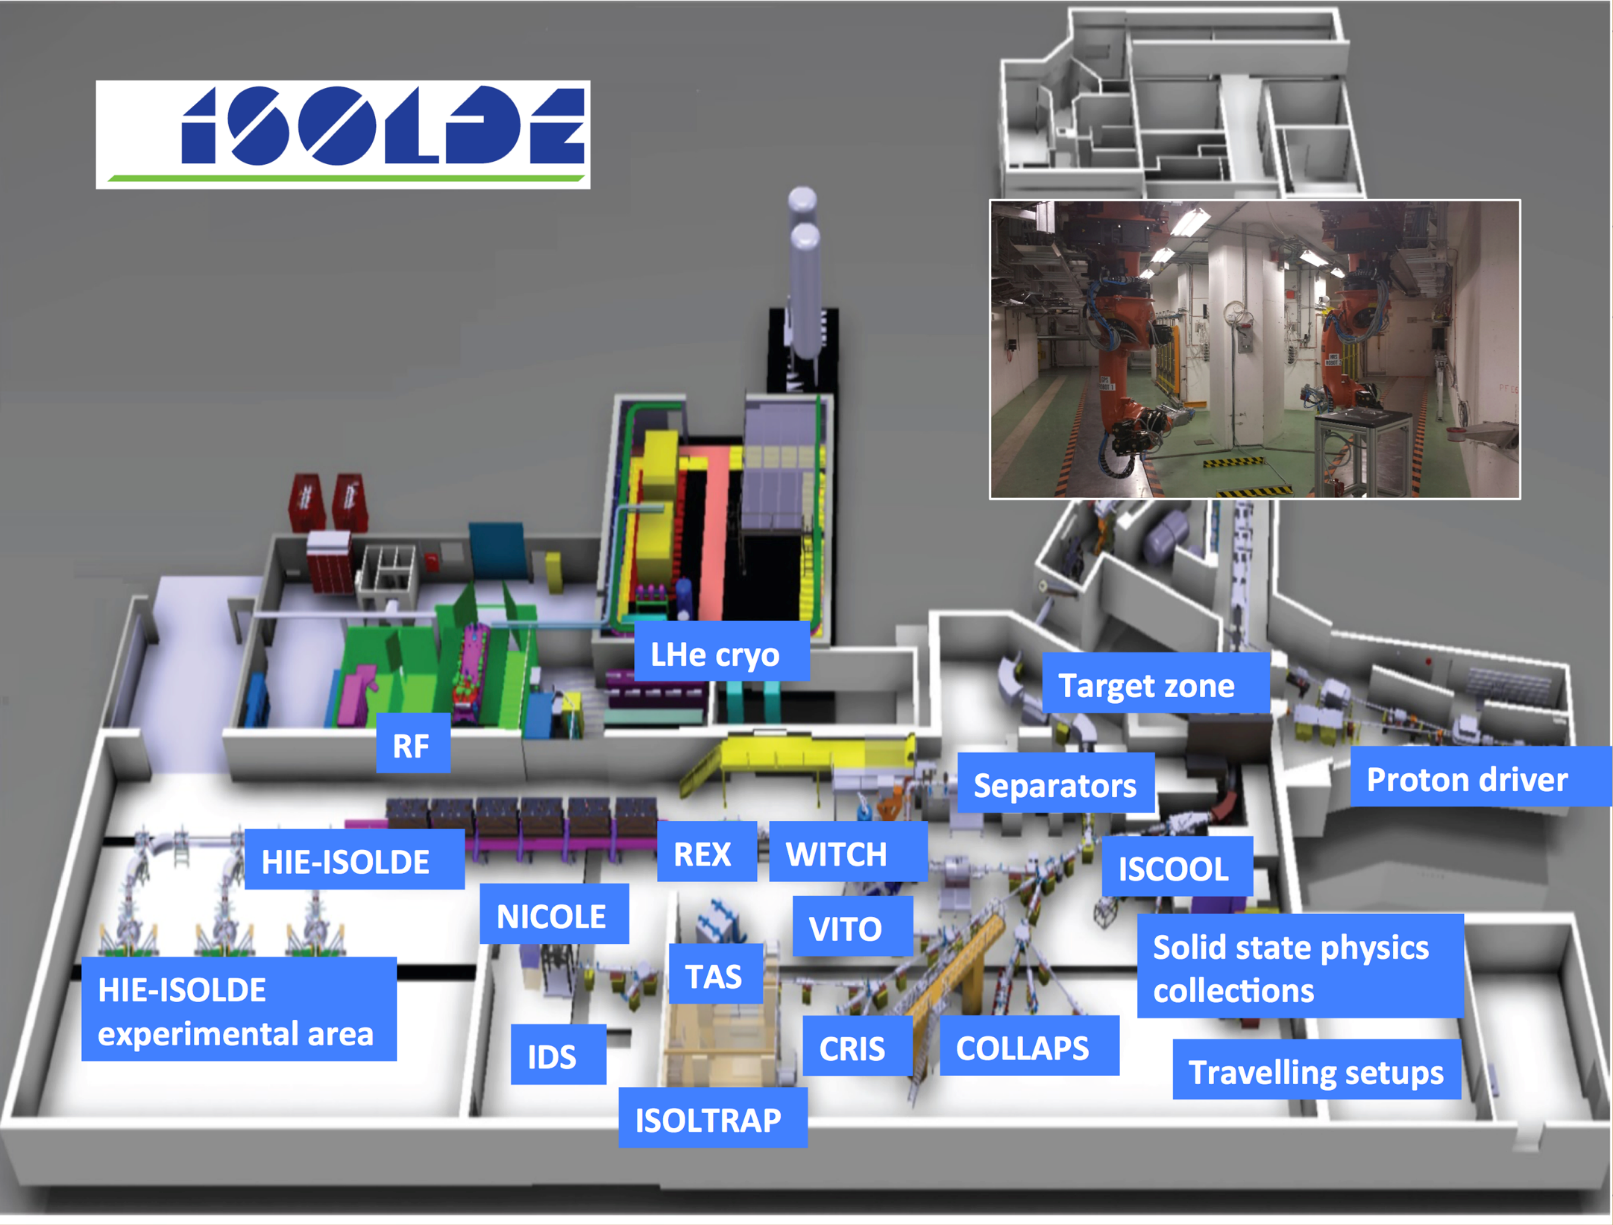 ISOLDE
LHe cryo
Target zone
RF
Separators
Proton driver
HIE-ISOLDE
REX
WITCH
ISCOOL
NICOLE
VITO
TAS
Solid state physics
collections
HIE-ISOLDE
experimental area
IDS
CRIS
COLLAPS
Travelling setups
ISOLTRAP